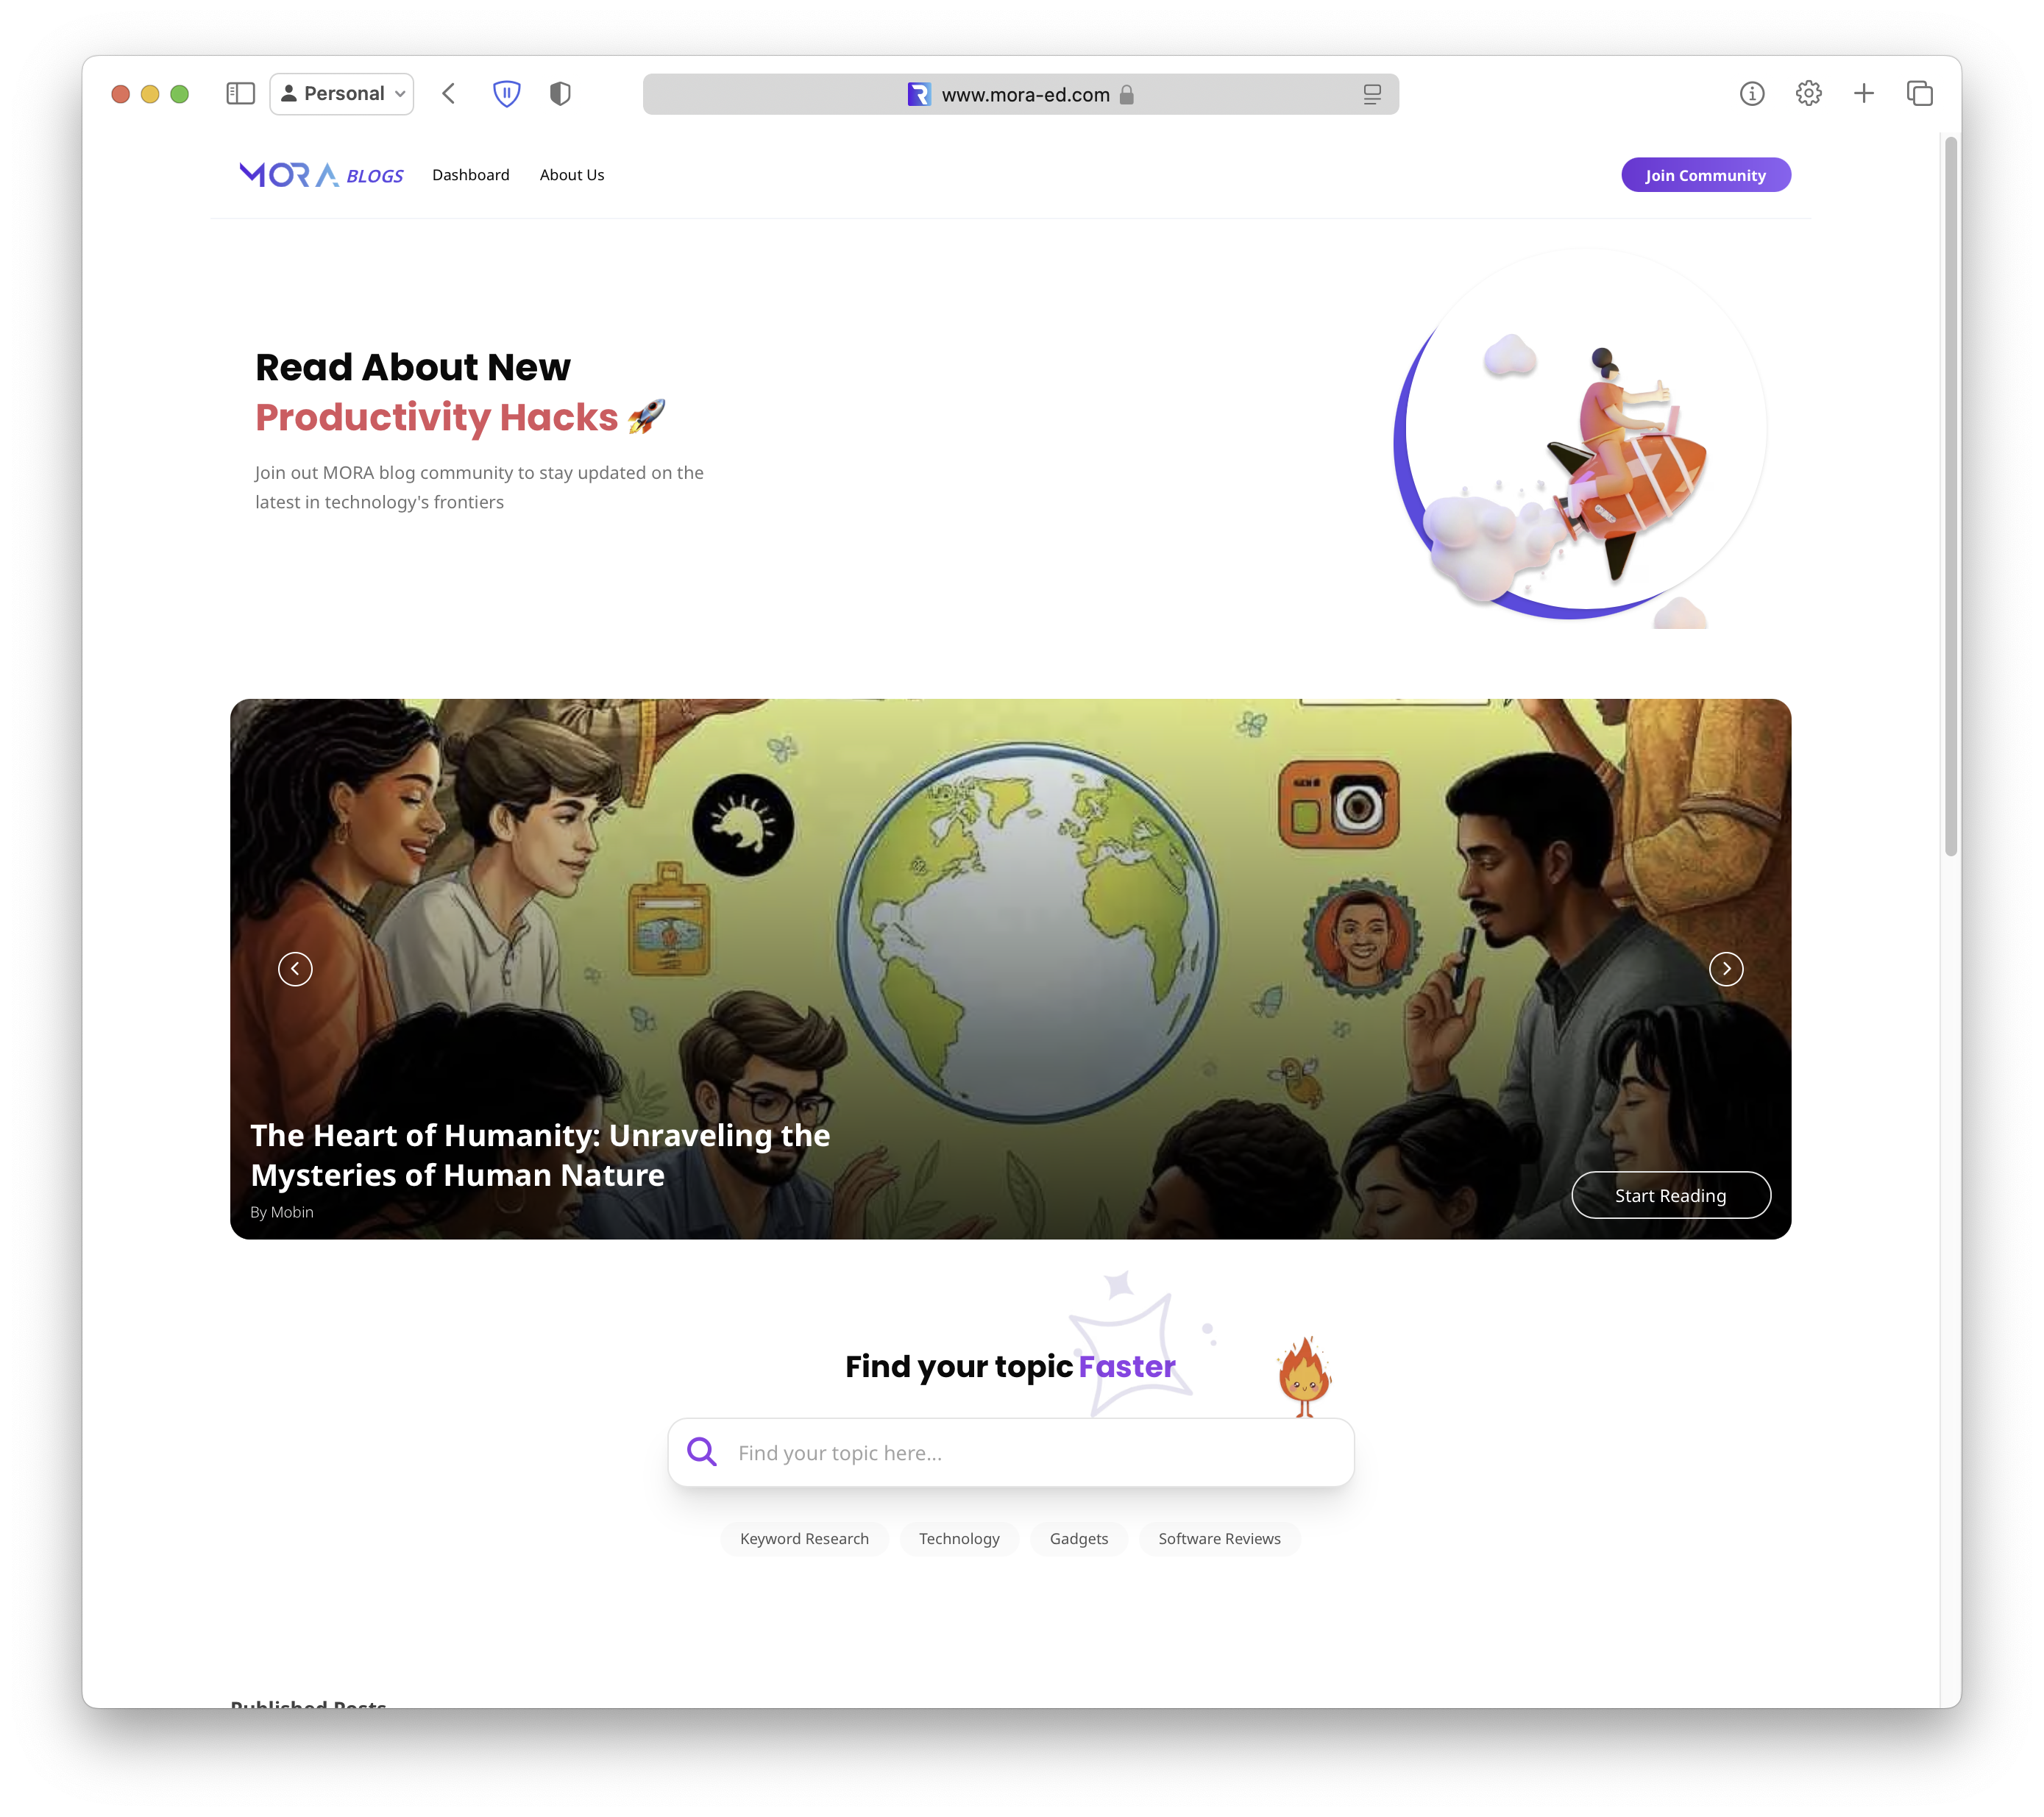 Personal
www.mora-ed.com
MORA BLOGS
Dashboard
About Us
Join Community
Read About New
Productivity Hacks 🚀
Join out MORA blog community to stay updated on the
latest in technology's frontiers
The Heart of Humanity: Unraveling the
Mysteries of Human Nature
By Mobin
Start Reading
Find your topic Faster
Find your topic here...
Keyword Research
Technology
Gadgets
Software Reviews
Published Posts